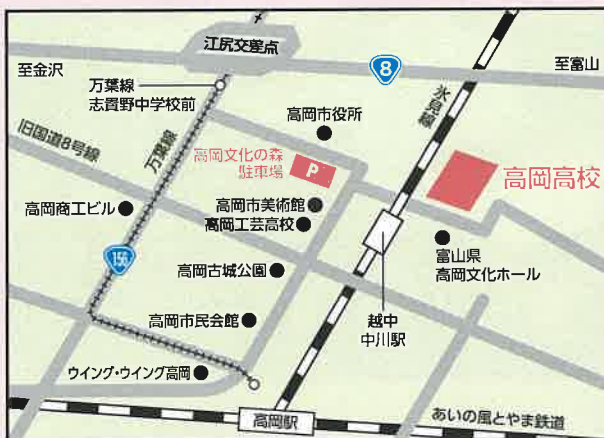 江尻交差点
至金沢
8
至富山
万葉線
志貴野中学校前
高岡市役所
氷見線
旧国道8号線
万葉線
高岡文化の森
駐車場
P
高岡高校
高岡商工ビル
高岡市美術館
高岡工芸高校
156
富山県
高岡文化ホール
高岡古城公園
越中
中川駅
高岡市民会館
ウイング・ウイング高岡
高岡駅
あいの風とやま鉄道